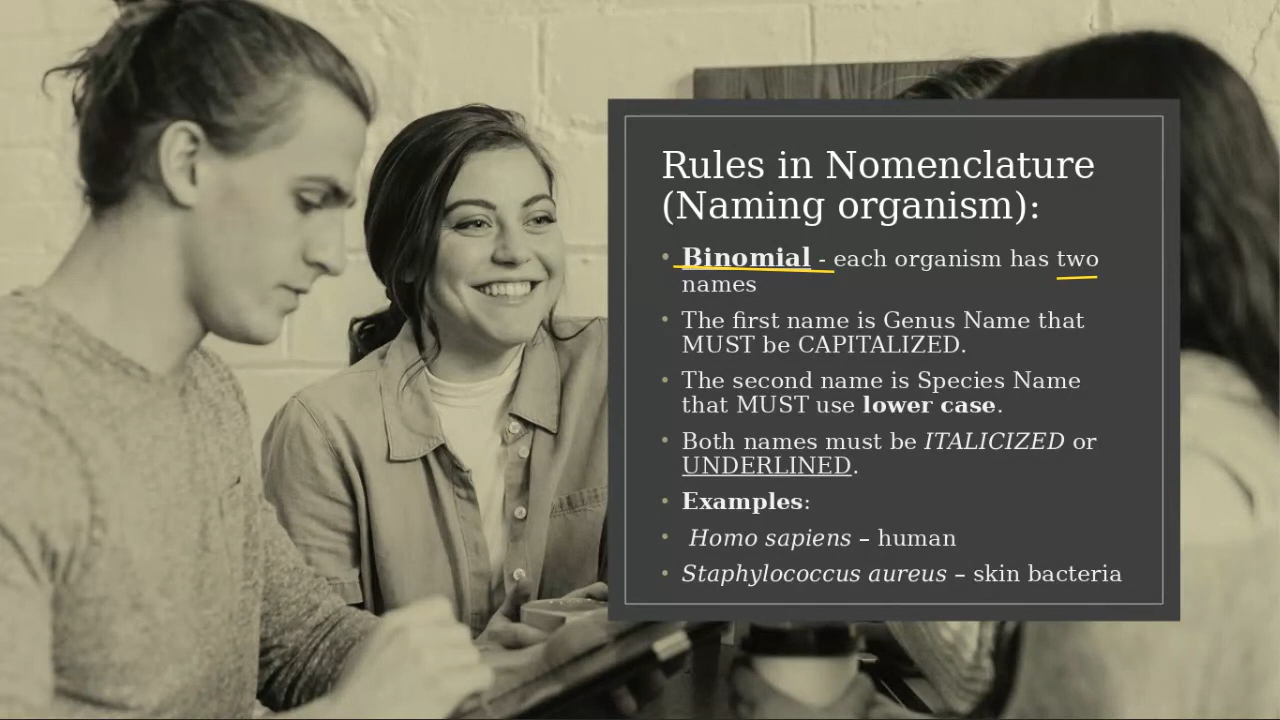 Rules in Nomenclature
(Naming organism):
• Binomial - each organism has two
names
• The first name is Genus Name that
MUST be CAPITALIZED.
• The second name is Species Name
that MUST use lower case.
• Both names must be ITALICIZED or
UNDERLINED.
• Examples:
• Homo sapiens – human
• Staphylococcus aureus – skin bacteria